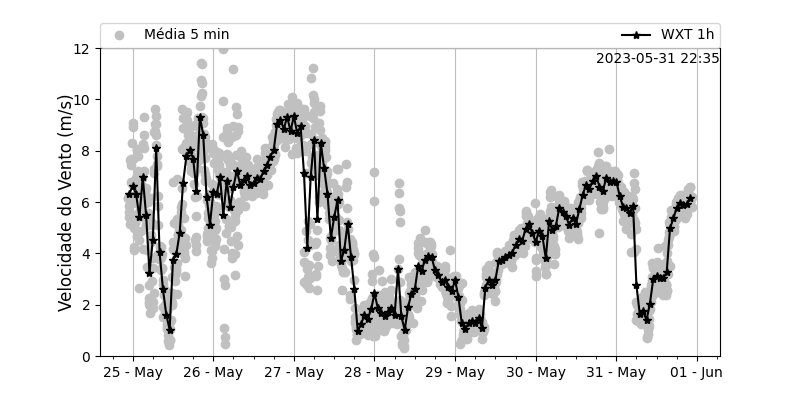 Média 5 min
WXT 1h
2023-05-31 22:35
Velocidade do Vento (m/s)
12
10
8
6
4
2
0
25 - May
26 - May
27 - May
28 - May
29 - May
30 - May
31 - May
01 - Jun